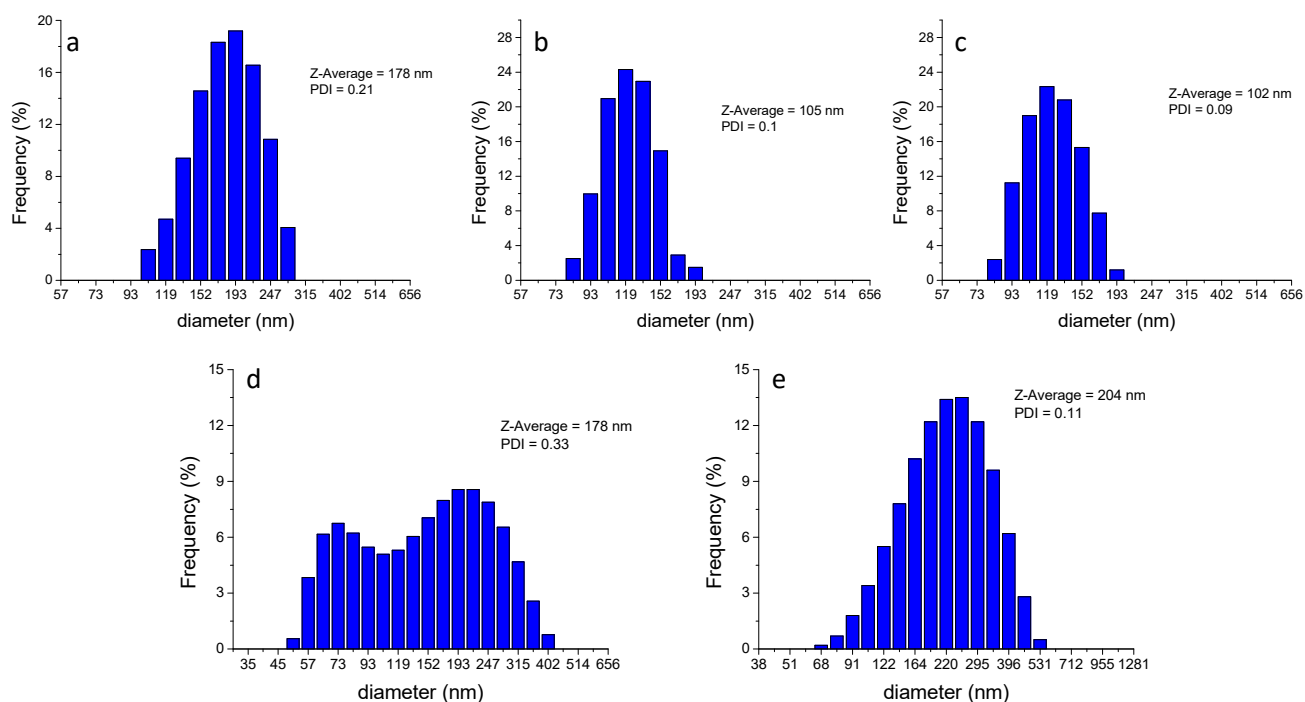 a
Z-Average = 178 nm
PDI = 0.21
Frequency (%)
20
16
12
8
4
0
57 73 93 119 152 193 247 315 402 514 656
diameter (nm)
b
Z-Average = 105 nm
PDI = 0.1
Frequency (%)
28
24
20
16
12
8
4
0
57 73 93 119 152 193 247 315 402 514 656
diameter (nm)
c
Z-Average = 102 nm
PDI = 0.09
Frequency (%)
28
24
20
16
12
8
4
0
57 73 93 119 152 193 247 315 402 514 656
diameter (nm)
d
Z-Average = 178 nm
PDI = 0.33
Frequency (%)
15
12
9
6
3
0
35 45 57 73 93 119 152 193 247 315 402 514 656
diameter (nm)
e
Z-Average = 204 nm
PDI = 0.11
Frequency (%)
15
12
9
6
3
0
38 51 68 91 122 164 220 295 396 531 712 955 1281
diameter (nm)